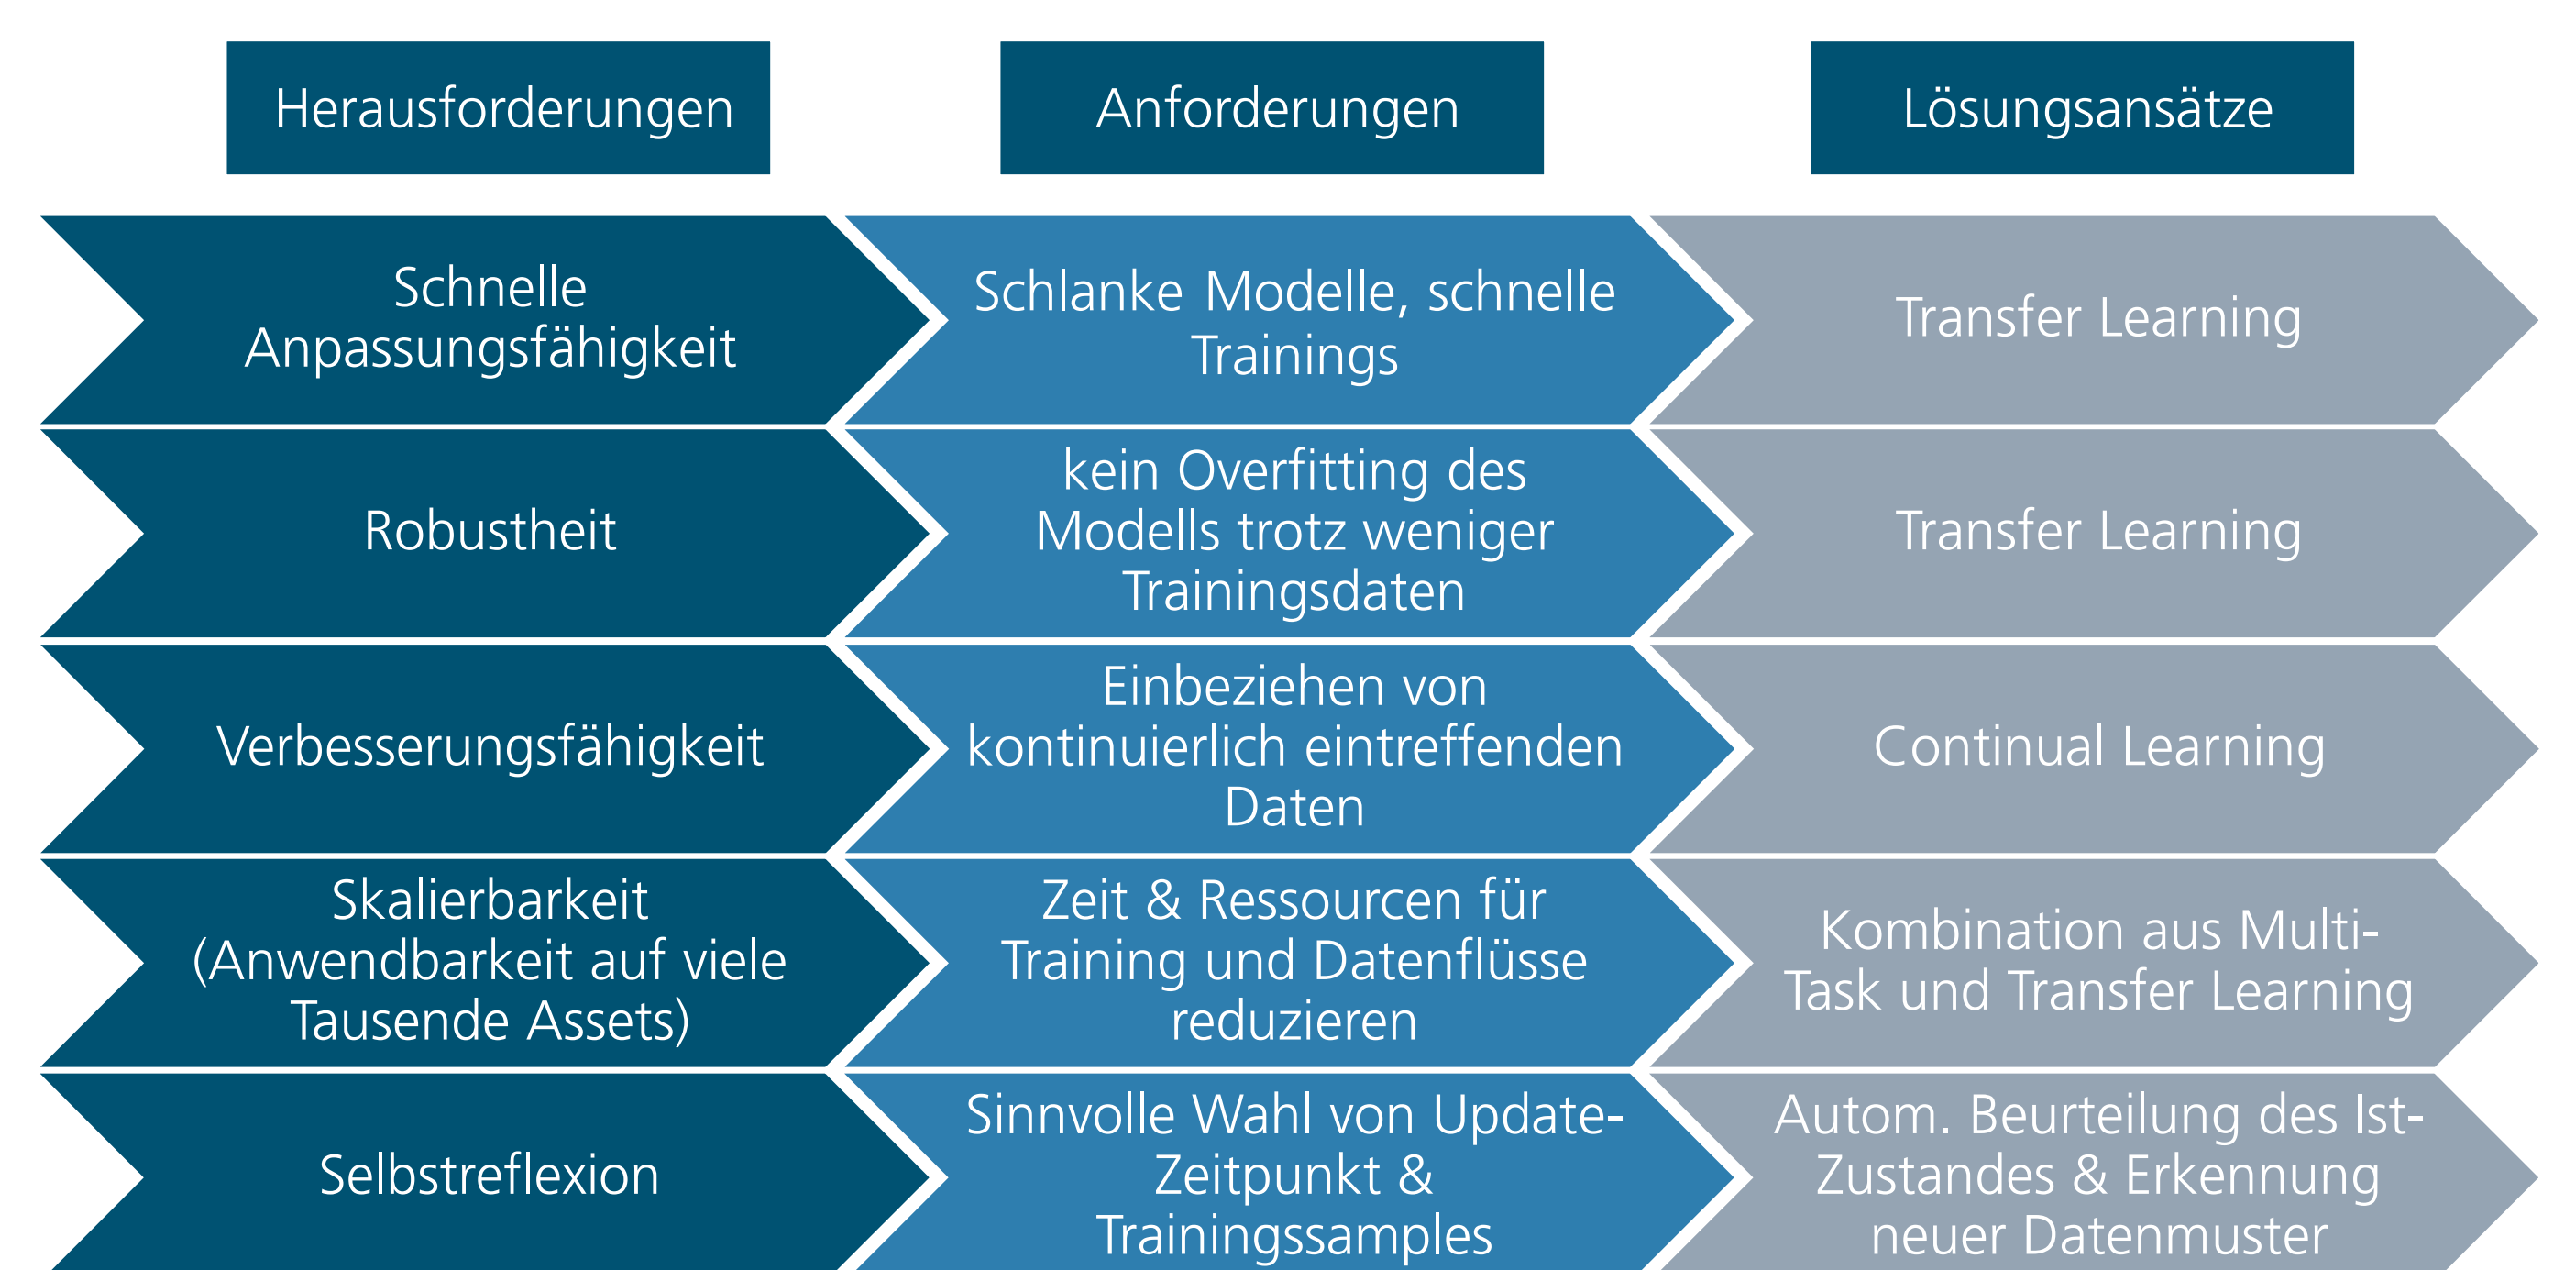 Herausforderungen
Anforderungen
Lösungsansätze
Schnelle
Anpassungsfähigkeit
Schlanke Modelle, schnelle
Trainings
Transfer Learning
Robustheit
kein Overfitting des
Modells trotz weniger
Trainingsdaten
Transfer Learning
Verbesserungsfähigkeit
Einbeziehen von
kontinuierlich eintreffenden
Daten
Continual Learning
Skalierbarkeit
(Anwendbarkeit auf viele
Tausende Assets)
Zeit & Ressourcen für
Training und Datenflüsse
reduzieren
Kombination aus Multi-
Task und Transfer Learning
Selbstreflexion
Sinnvolle Wahl von Update-
Zeitpunkt &
Trainingssamples
Autom. Beurteilung des Ist-
Zustandes & Erkennung
neuer Datenmuster